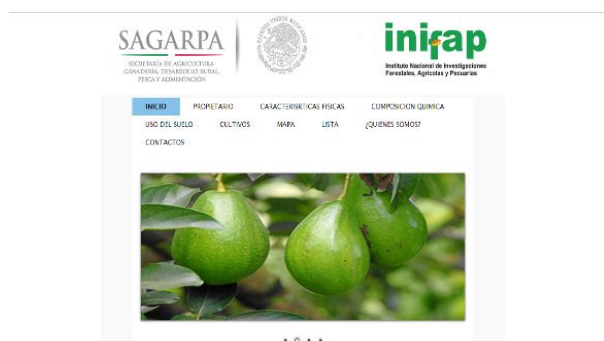 SAGARPA
SECRETARÍA DE AGRICULTURA,
GANADERÍA, DESARROLLO RURAL,
PESCA Y ALIMENTACIÓN
inifap
Instituto Nacional de Investigaciones
Forestales, Agrícolas y Pecuarias
INICIO PROPIETARIO CARACTERISRTICAS FISICAS COMPOSICION QUIMICA
USO DEL SUELO CULTIVOS MAPA LISTA ¿QUIENES SOMOS?
CONTACTOS